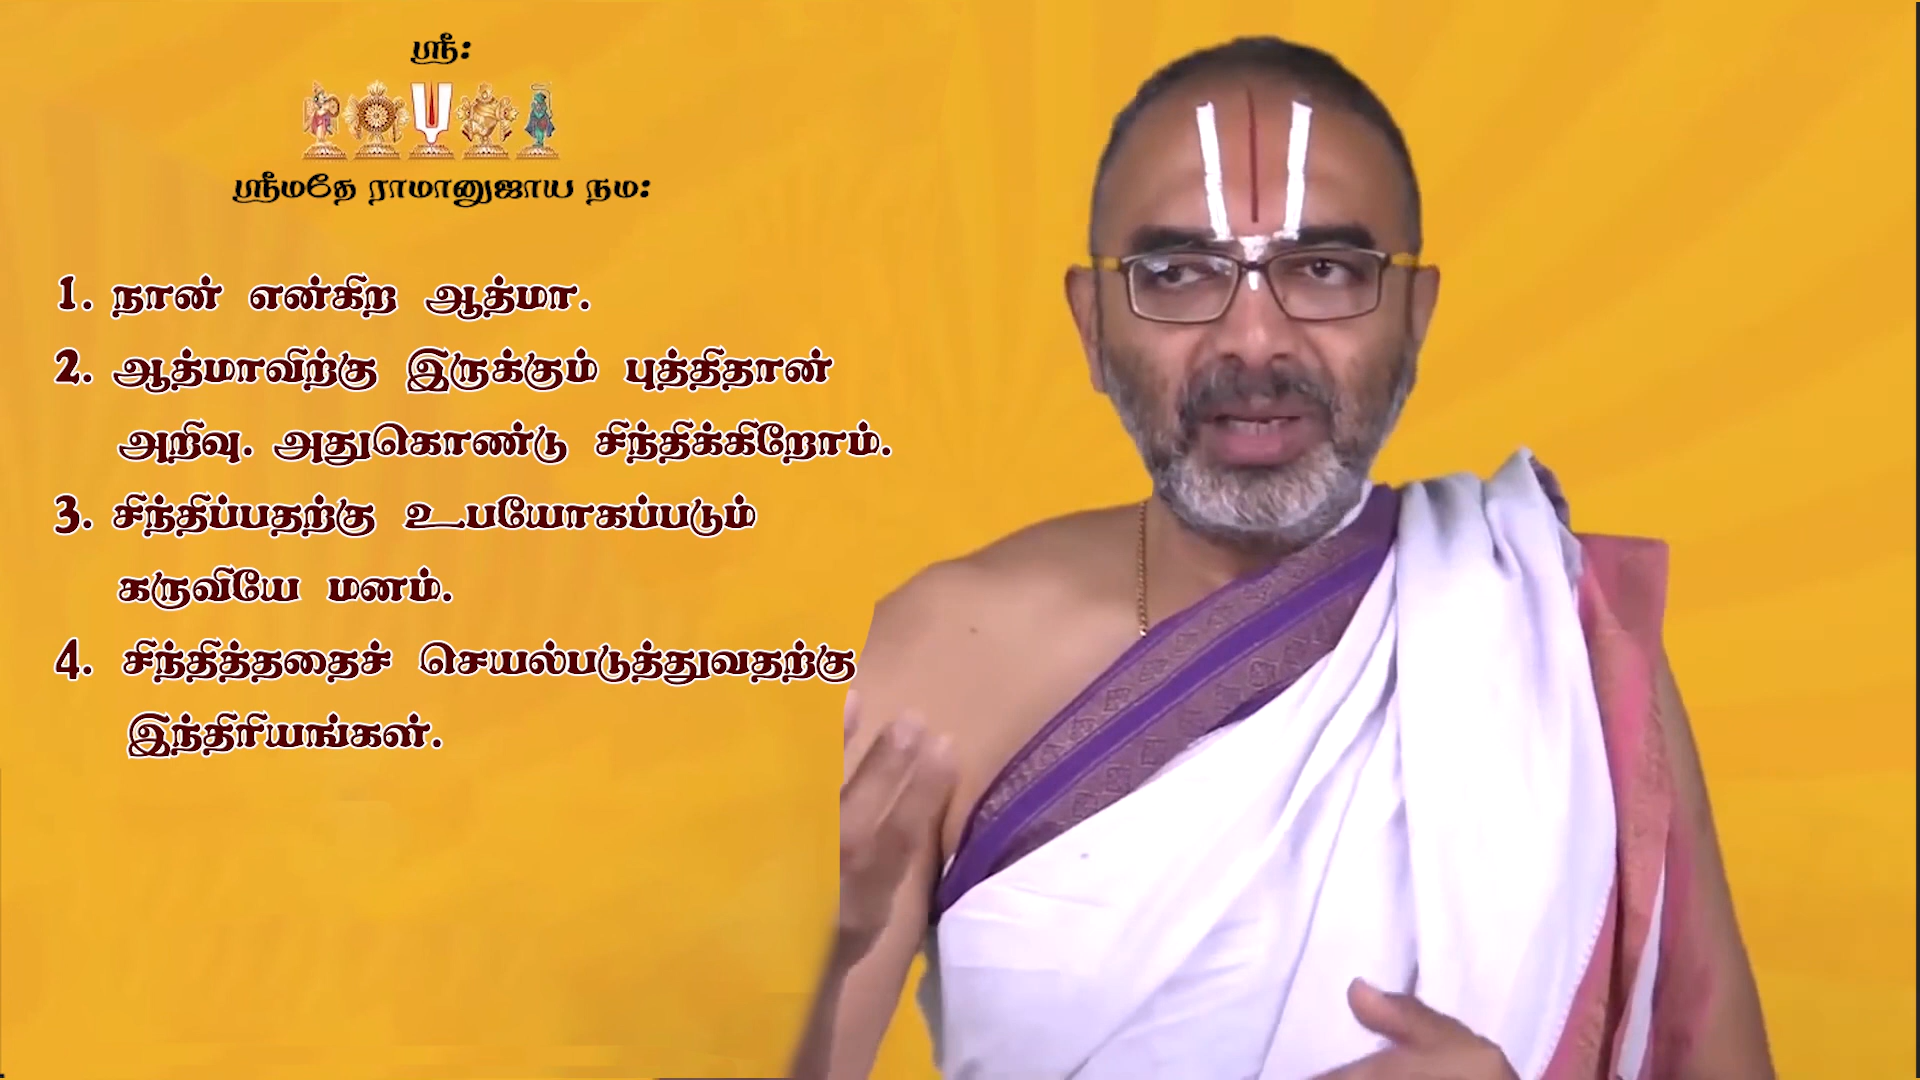 ஸ்ரீ:
ஸ்ரீமதே ராமானுஜாய நம:
1. நான் என்கிற ஆத்மா.
2. ஆத்மாவிற்கு இருக்கும் புத்திதான்
அறிவு. அதுகொண்டு சிந்திக்கிறோம்.
3. சிந்திப்பதற்கு உபயோகப்படும்
கருவியே மனம்.
4. சிந்தித்ததைச் செயல்படுத்துவதற்கு
இந்திரியங்கள்.